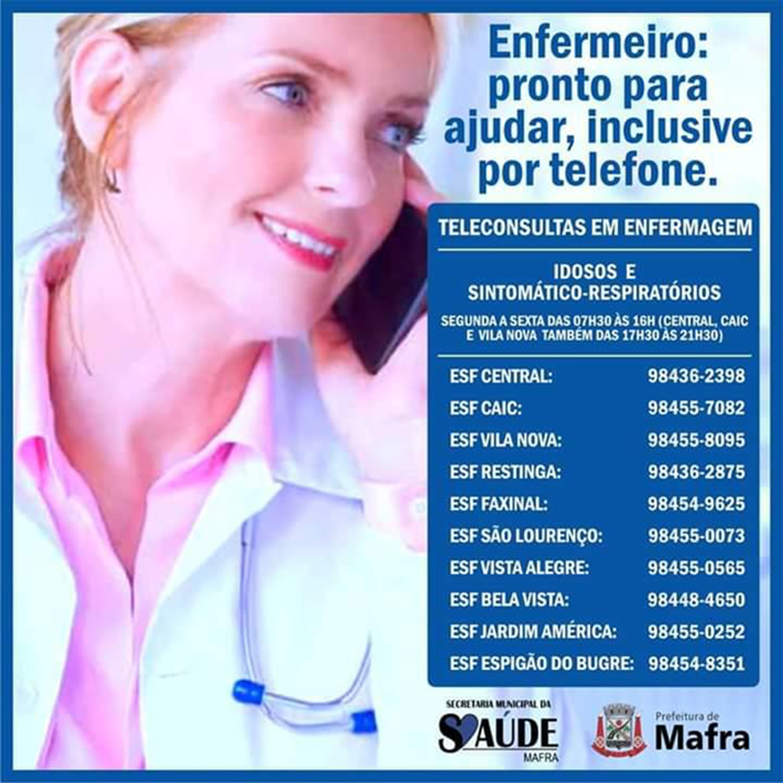 Enfermeiro:
pronto para
ajudar, inclusive
por telefone.
TELECONSULTAS EM ENFERMAGEM
IDOSOS E
SINTOMÁTICO-RESPIRATÓRIOS
SEGUNDA A SEXTA DAS 07H30 ÀS 16H (CENTRAL, CAIC
E VILA NOVA TAMBÉM DAS 17H30 ÀS 21H30)
ESF CENTRAL: 98436-2398
ESF CAIC: 98455-7082
ESF VILA NOVA: 98455-8095
ESF RESTINGA: 98436-2875
ESF FAXINAL: 98454-9625
ESF SÃO LOURENÇO: 98455-0073
ESF VISTA ALEGRE: 98455-0565
ESF BELA VISTA: 98448-4650
ESF JARDIM AMÉRICA: 98455-0252
ESF ESPIGÃO DO BUGRE: 98454-8351
SECRETARIA MUNICIPAL DA
SAÚDE
MAFRA
Prefeitura de
Mafra